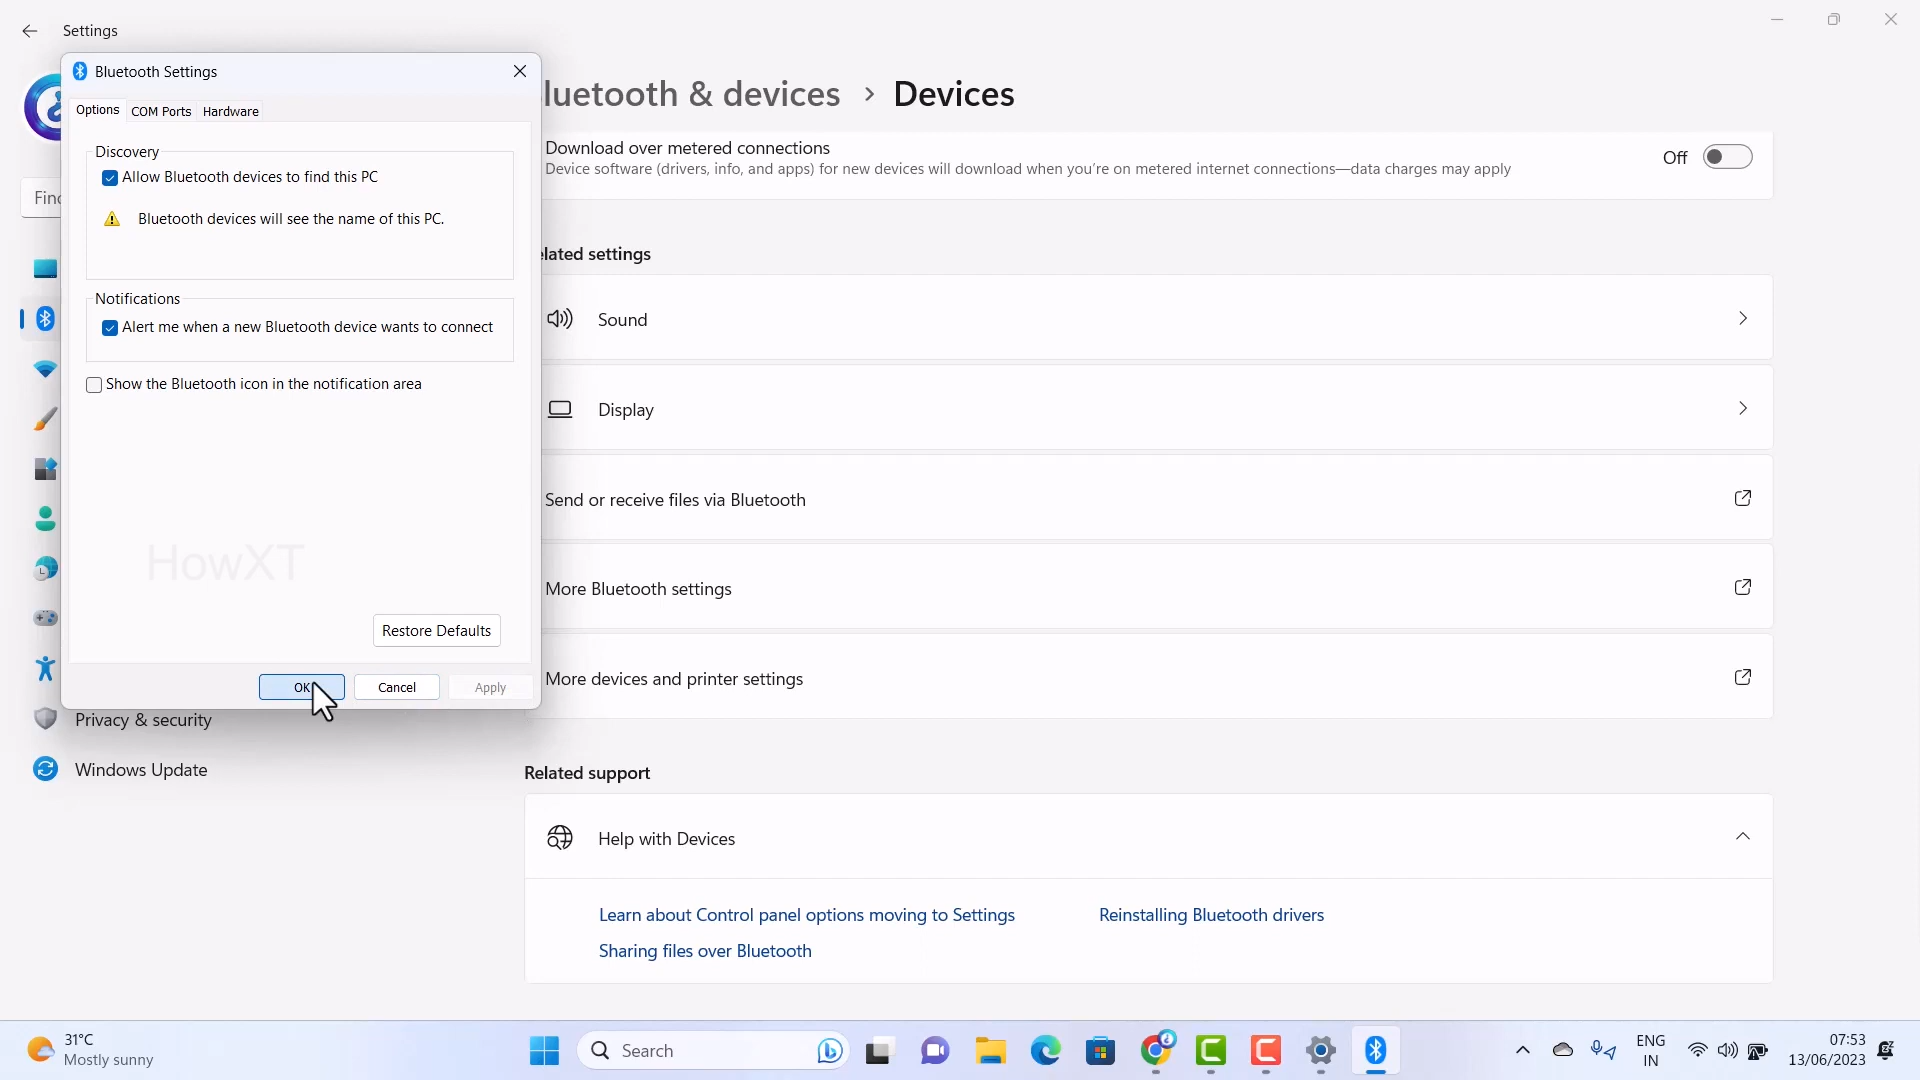 Settings
Bluetooth Settings
Options COM Ports Hardware
Discovery
Allow Bluetooth devices to find this PC
Bluetooth devices will see the name of this PC.
Notifications
Alert me when a new Bluetooth device wants to connect
Show the Bluetooth icon in the notification area
HowXT
Restore Defaults
OK Cancel Apply
Privacy & security
Windows Update
luetooth & devices > Devices
Download over metered connections
Device software (drivers, info, and apps) for new devices will download when you're on metered internet connections—data charges may apply
Off
elated settings
Sound
Display
Send or receive files via Bluetooth
More Bluetooth settings
More devices and printer settings
Related support
Help with Devices
Learn about Control panel options moving to Settings
Reinstalling Bluetooth drivers
Sharing files over Bluetooth
31°C
Mostly sunny
Search
ENG
IN
07:53
13/06/2023